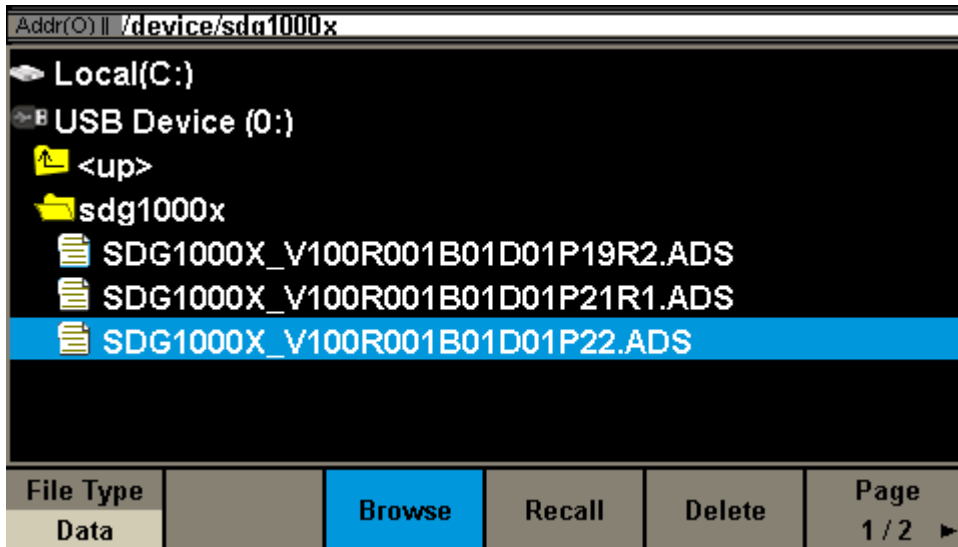 Addr(O) || /device/sdg1000x
Local(C:)
USB Device (0:)
<up>
sdg1000x
SDG1000X_V100R001B01D01P19R2.ADS
SDG1000X_V100R001B01D01P21R1.ADS
SDG1000X_V100R001B01D01P22.ADS
File Type
Data
Browse
Recall
Delete
Page
1/2 ►